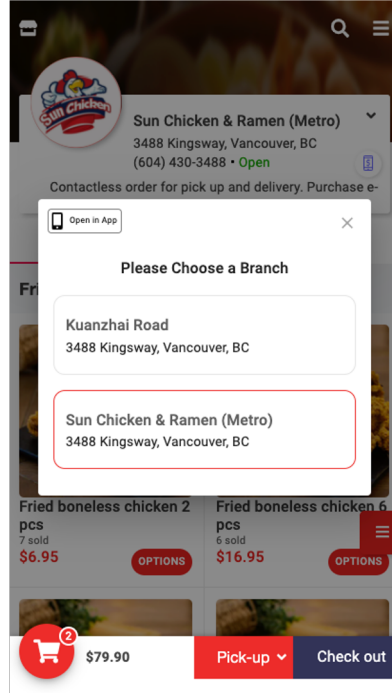 Sun Chicken
Sun Chicken & Ramen (Metro)
3488 Kingsway, Vancouver, BC
(604) 430-3488 • Open
Contactless order for pick up and delivery. Purchase e-
Open in App
Please Choose a Branch
Kuanzhai Road
3488 Kingsway, Vancouver, BC
Sun Chicken & Ramen (Metro)
3488 Kingsway, Vancouver, BC
Fri
Fried boneless chicken 2
pcs
7 sold
$6.95
OPTIONS
Fried boneless chicken 6
pcs
6 sold
$16.95
OPTIONS
2
$79.90
Pick-up
Check out